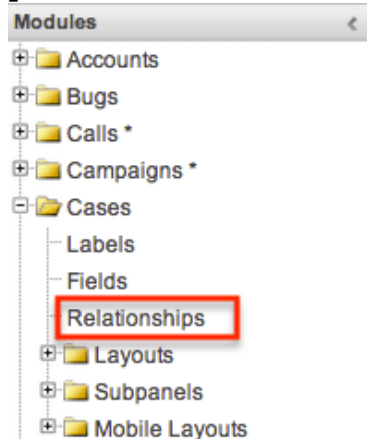 Modules
Accounts
Bugs
Calls *
Campaigns *
Cases
Labels
Fields
Relationships
Layouts
Subpanels
Mobile Layouts